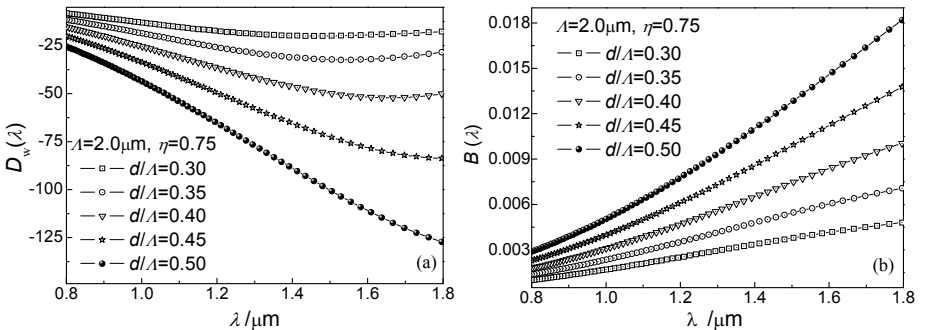 -25
-50
-75
-100
-125
D_w(λ)
Λ=2.0μm, η=0.75
d/Λ=0.30
d/Λ=0.35
d/Λ=0.40
d/Λ=0.45
d/Λ=0.50
(a)
0.8 1.0 1.2 1.4 1.6 1.8
λ /μm
0.018
0.015
0.012
0.009
0.006
0.003
B (λ)
Λ=2.0μm, η=0.75
d/Λ=0.30
d/Λ=0.35
d/Λ=0.40
d/Λ=0.45
d/Λ=0.50
(b)
0.8 1.0 1.2 1.4 1.6 1.8
λ /μm